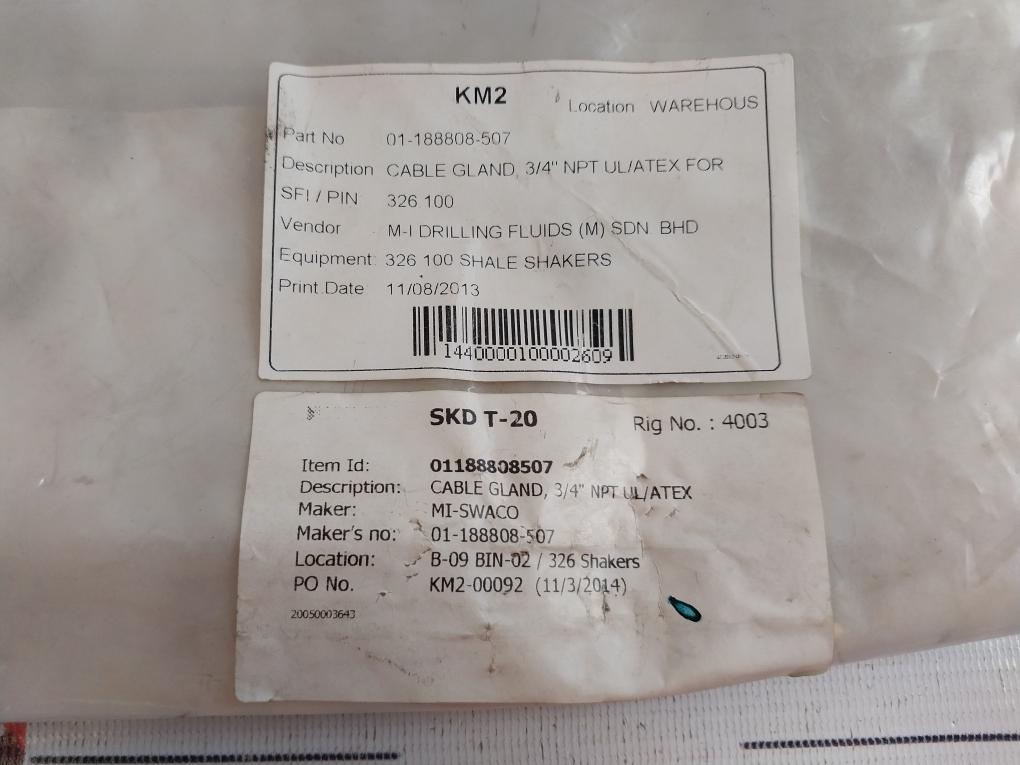 KM2
Location WAREHOUS
Part No 01-188808-507
Description CABLE GLAND, 3/4" NPT UL/ATEX FOR
SFI / PIN 326 100
Vendor M-I DRILLING FLUIDS (M) SDN BHD
Equipment: 326 100 SHALE SHAKERS
Print Date 11/08/2013
1440000100002609
SKD T-20
Rig No. : 4003
Item Id: 01188808507
Description: CABLE GLAND, 3/4" NPT UL/ATEX
Maker: MI-SWACO
Maker's no: 01-188808-507
Location: B-09 BIN-02 / 326 Shakers
PO No. KM2-00092 (11/3/2014)
20050003643